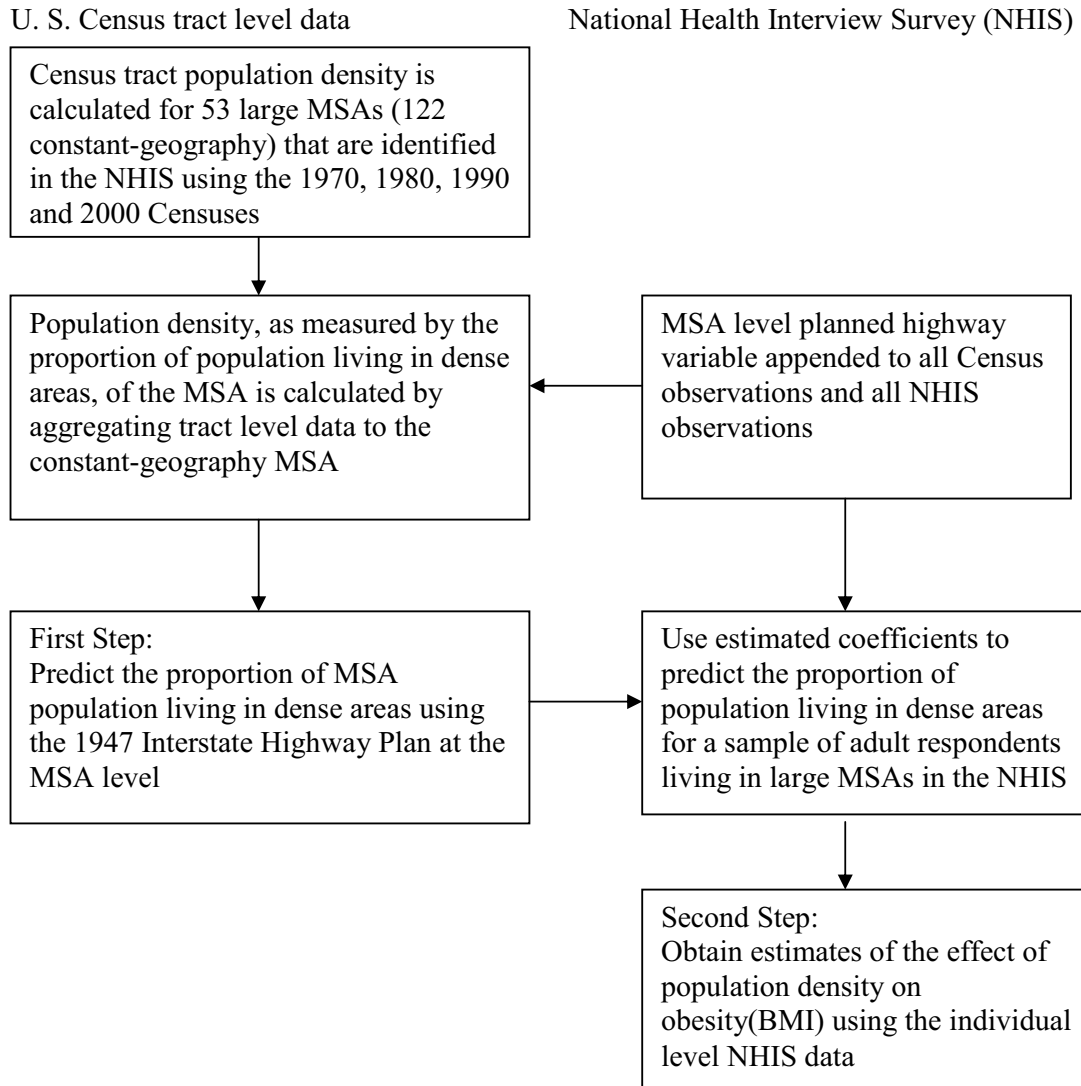 U. S. Census tract level data
National Health Interview Survey (NHIS)
Census tract population density is
calculated for 53 large MSAs (122
constant-geography) that are identified
in the NHIS using the 1970, 1980, 1990
and 2000 Censuses
Population density, as measured by the
proportion of population living in dense
areas, of the MSA is calculated by
aggregating tract level data to the
constant-geography MSA
MSA level planned highway
variable appended to all Census
observations and all NHIS
observations
First Step:
Predict the proportion of MSA
population living in dense areas using
the 1947 Interstate Highway Plan at the
MSA level
Use estimated coefficients to
predict the proportion of
population living in dense areas
for a sample of adult respondents
living in large MSAs in the NHIS
Second Step:
Obtain estimates of the effect of
population density on
obesity(BMI) using the individual
level NHIS data